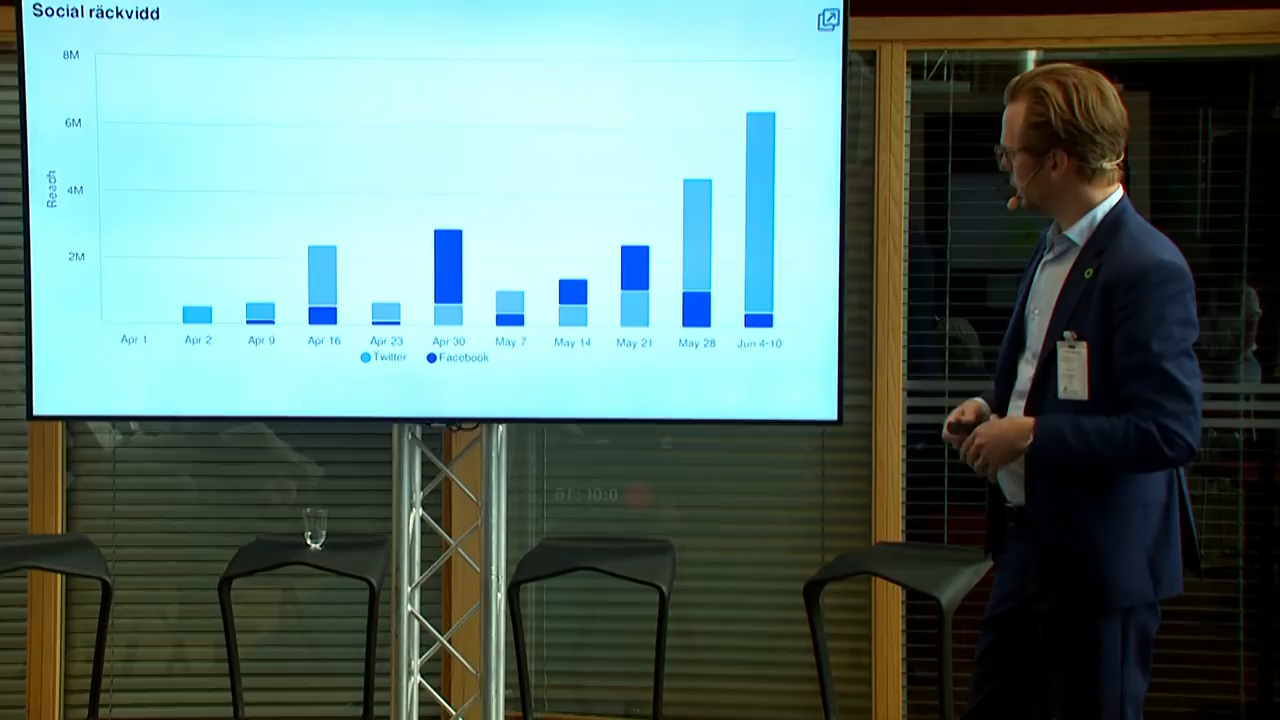 Social räckvidd
8M
6M
4M
2M
Reach
Apr 1
Apr 2
Apr 9
Apr 16
Apr 23
Apr 30
May 7
May 14
May 21
May 28
Jun 4-10
Twitter
Facebook